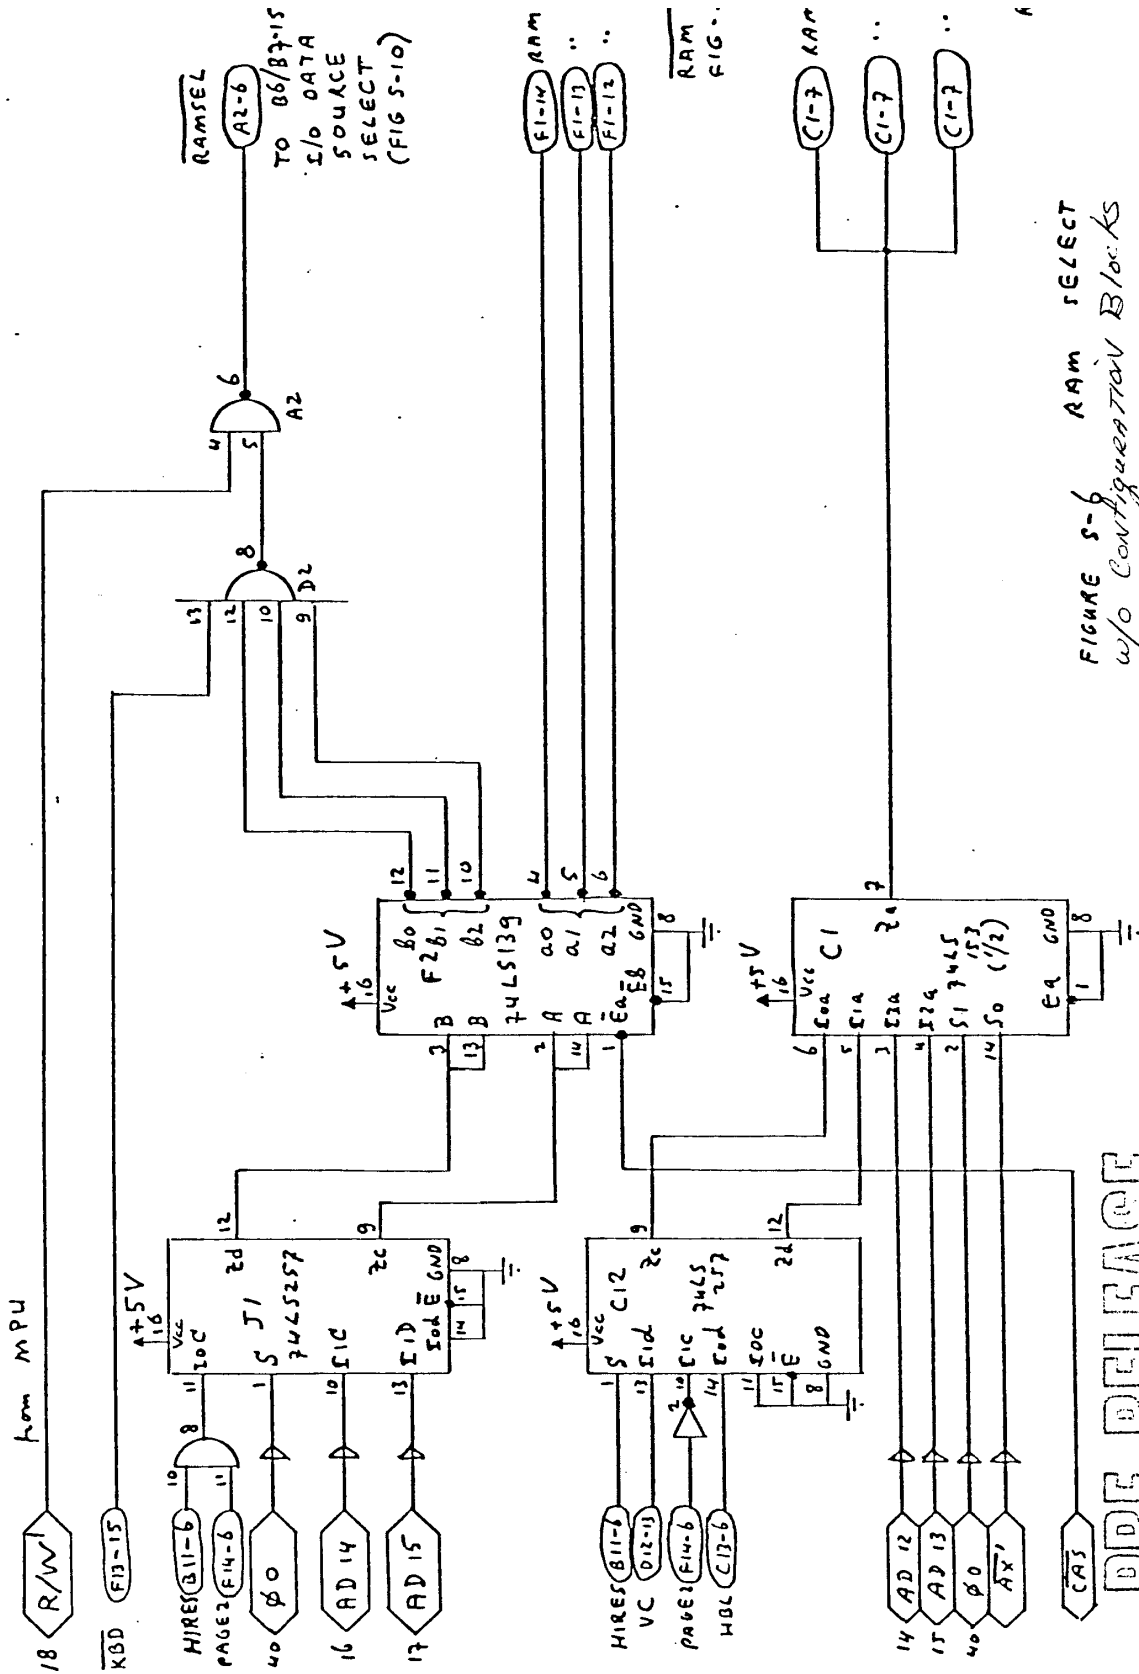 from MPU
18 R/W'
KBD F13-15
HIRES B11-6
PAGE2 F14-6
40 φ0
16 AD 14
17 AD 15
10
11
8
11 I0C
1 S
10 I1C
13 I1D
14 I0d
15 E
8 GND
+5V
16
Vcc
J1
74LS257
Zd 12
Zc 9
HIRES B11-6
VC D12-13
PAGE2 F14-6
HBL C13-6
2
1 S
13 I1d
10 I1C
14 I0d
11 I0C
15 E
8 GND
+5V
16
Vcc
C12
74LS
257
Zc 9
Zd 12
14 AD 12
15 AD 13
40 φ0
AX'
CAS
+5V
16
Vcc
3 B
13 B
2 A
14 A
1 Ea
Eb 15
GND 8
F2
74LS139
b0 12
b1 11
b2 10
a0 4
a1 5
a2 6
+5V
16
Vcc
C1
74LS
153
(1/2)
6 I0a
5 I1a
3 I3a
4 I2a
2 S1
14 S0
Ea 1
GND 8
Za 7
13
12
10
9
D2
8
4
5
A2
6
RAMSEL
A2-6
TO B6/B7-15
I/O DATA
SOURCE
SELECT
(FIG 5-10)
F1-14 RAM
F1-13 ..
F1-12 ..
RAM
FIG-
C1-7 RAM
C1-7 ..
C1-7 ..
FIGURE 5-6 RAM SELECT
w/o Configuration Blocks